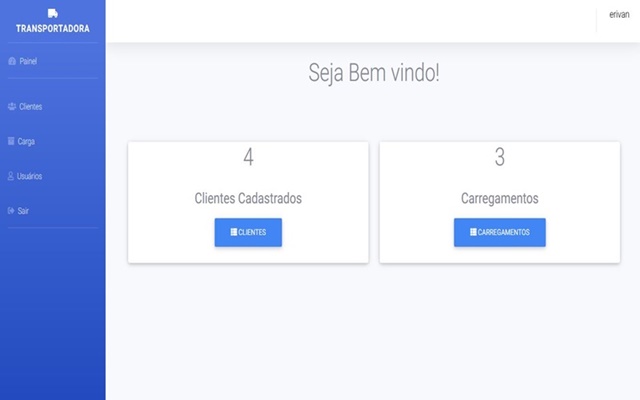 TRANSPORTADORA
Painel
Clientes
Carga
Usuários
Sair
erivan
Seja Bem vindo!
4
Clientes Cadastrados
CLIENTES
3
Carregamentos
CARREGAMENTOS